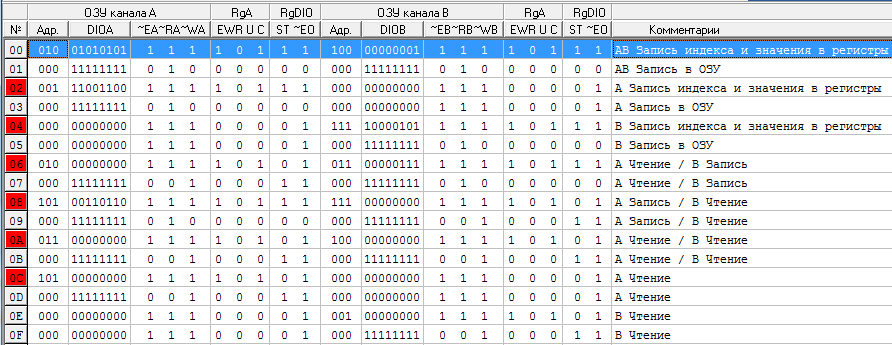 ОЗУ канала A RgA RgDIO ОЗУ канала B RgA RgDIO
№ Адр. DIOA ~EA~RA~WA EWR U C ST ~EO Адр. DIOB ~EB~RB~WB EWR U C ST ~EO Комментарии
00 010 01010101 1 1 1 1 0 1 1 1 100 00000001 1 1 1 1 0 1 1 1 АВ Запись индекса и значения в регистры
01 000 11111111 0 1 0 0 0 0 0 0 000 11111111 0 1 0 0 0 0 0 0 АВ Запись в ОЗУ
02 001 11001100 1 1 1 1 0 1 1 1 000 00000000 1 1 1 0 0 0 0 1 А Запись индекса и значения в регистры
03 000 11111111 0 1 0 0 0 0 0 0 000 00000000 1 1 1 0 0 0 0 1 А Запись в ОЗУ
04 000 00000000 1 1 1 0 0 0 0 1 111 10000101 1 1 1 1 0 1 1 1 В Запись индекса и значения в регистры
05 000 00000000 1 1 1 0 0 0 0 1 000 11111111 0 1 0 0 0 0 0 0 В Запись в ОЗУ
06 010 00000000 1 1 1 1 0 1 0 1 011 00000111 1 1 1 1 0 1 1 1 А Чтение / В Запись
07 000 11111111 0 0 1 0 0 0 1 1 000 11111111 0 1 0 0 0 0 0 0 А Чтение / В Запись
08 101 00110110 1 1 1 1 0 1 1 1 111 00000000 1 1 1 1 0 1 0 1 А Запись / В Чтение
09 000 11111111 0 1 0 0 0 0 0 0 000 11111111 0 0 1 0 0 0 1 1 А Запись / В Чтение
0A 011 00000000 1 1 1 1 0 1 0 1 100 00000000 1 1 1 1 0 1 0 1 А Чтение / В Чтение
0B 000 11111111 0 0 1 0 0 0 1 1 000 11111111 0 0 1 0 0 0 1 1 А Чтение / В Чтение
0C 101 00000000 1 1 1 1 0 1 0 1 000 00000000 1 1 1 0 0 0 0 1 А Чтение
0D 000 11111111 0 0 1 0 0 0 1 1 000 00000000 1 1 1 0 0 0 0 1 А Чтение
0E 000 00000000 1 1 1 0 0 0 0 1 001 00000000 1 1 1 1 0 1 0 1 В Чтение
0F 000 00000000 1 1 1 0 0 0 0 1 000 11111111 0 0 1 0 0 0 1 1 В Чтение